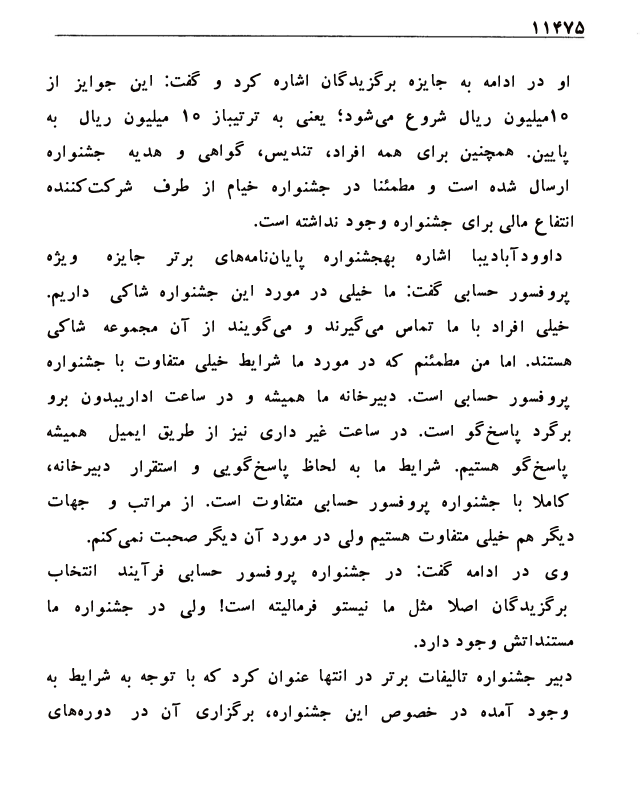 ۱۱۴۷۵
او در ادامه به جایزه برگزیدگان اشاره کرد و گفت: این جوایز از
۱۰میلیون ریال شروع می‌شود؛ یعنی به ترتیباز ۱۰ میلیون ریال به
پایین. همچنین برای همه افراد، تندیس، گواهی و هدیه جشنواره
ارسال شده است و مطمئنا در جشنواره خیام از طرف شرکت‌کننده
انتفاع مالی برای جشنواره وجود نداشته است.
داوودآبادیبا اشاره بهجشنواره پایان‌نامه‌های برتر جایزه ویژه
پروفسور حسابی گفت: ما خیلی در مورد این جشنواره شاکی داریم.
خیلی افراد با ما تماس می‌گیرند و می‌گویند از آن مجموعه شاکی
هستند. اما من مطمئنم که در مورد ما شرایط خیلی متفاوت با جشنواره
پروفسور حسابی است. دبیرخانه ما همیشه و در ساعت اداریبدون برو
برگرد پاسخ‌گو است. در ساعت غیر داری نیز از طریق ایمیل همیشه
پاسخ‌گو هستیم. شرایط ما به لحاظ پاسخ‌گویی و استقرار دبیرخانه،
کاملا با جشنواره پروفسور حسابی متفاوت است. از مراتب و جهات
دیگر هم خیلی متفاوت هستیم ولی در مورد آن دیگر صحبت نمی‌کنم.
وی در ادامه گفت: در جشنواره پروفسور حسابی فرآیند انتخاب
برگزیدگان اصلا مثل ما نیستو فرمالیته است! ولی در جشنواره ما
مستنداتش وجود دارد.
دبیر جشنواره تالیفات برتر در انتها عنوان کرد که با توجه به شرایط به
وجود آمده در خصوص این جشنواره، برگزاری آن در دوره‌های